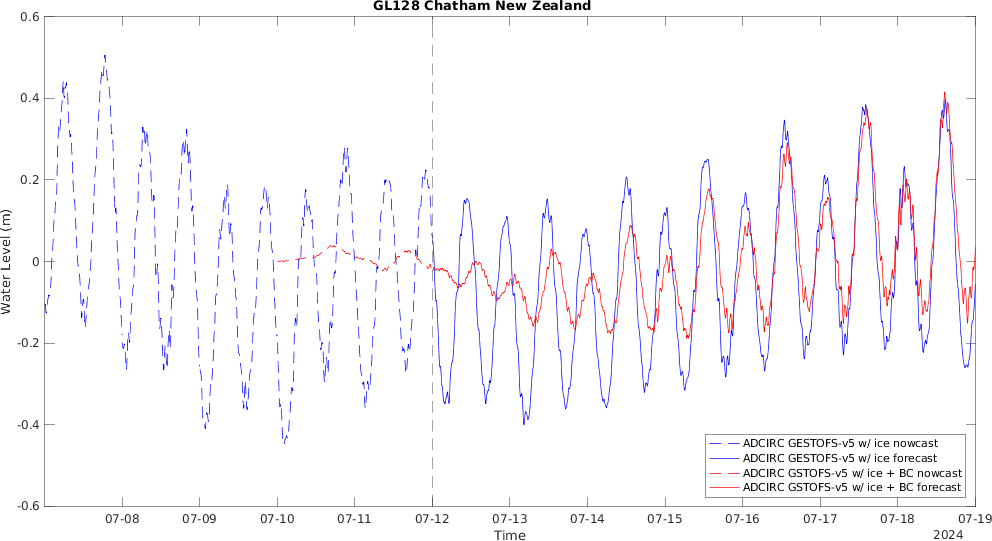 GL128 Chatham New Zealand
0.6
0.4
0.2
0
-0.2
-0.4
-0.6
Water Level (m)
ADCIRC GESTOFS-v5 w/ ice nowcast
ADCIRC GESTOFS-v5 w/ ice forecast
ADCIRC GSTOFS-v5 w/ ice + BC nowcast
ADCIRC GSTOFS-v5 w/ ice + BC forecast
07-08 07-09 07-10 07-11 07-12 07-13 07-14 07-15 07-16 07-17 07-18 07-19
Time
2024